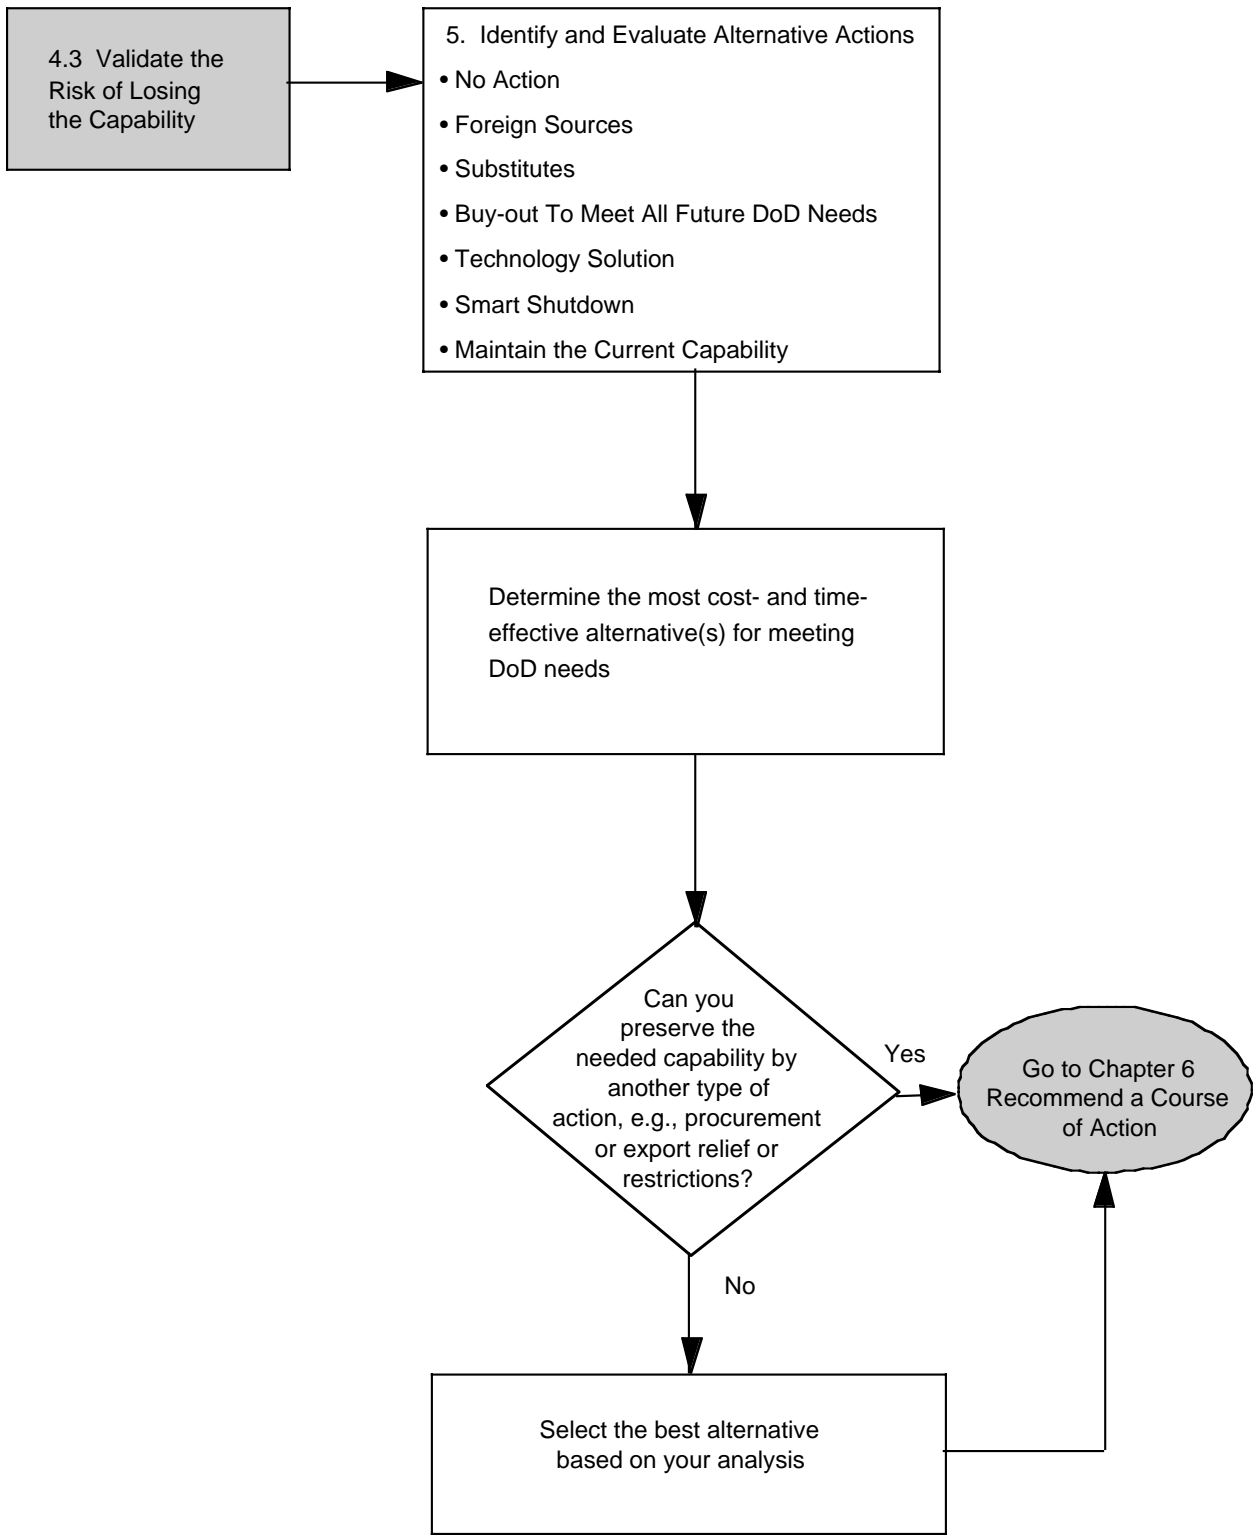 4.3 Validate the
Risk of Losing
the Capability
5. Identify and Evaluate Alternative Actions
• No Action
• Foreign Sources
• Substitutes
• Buy-out To Meet All Future DoD Needs
• Technology Solution
• Smart Shutdown
• Maintain the Current Capability
Determine the most cost- and time-
effective alternative(s) for meeting
DoD needs
Can you
preserve the
needed capability by
another type of
action, e.g., procurement
or export relief or
restrictions?
Yes
Go to Chapter 6
Recommend a Course
of Action
No
Select the best alternative
based on your analysis